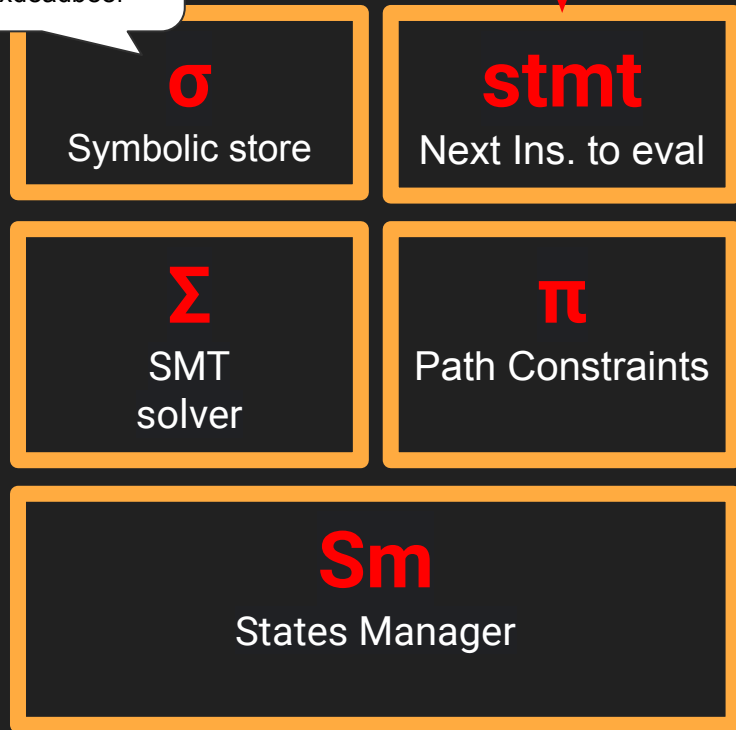 σ
Symbolic store
stmt
Next Ins. to eval
Σ
SMT
solver
π
Path Constraints
Sm
States Manager